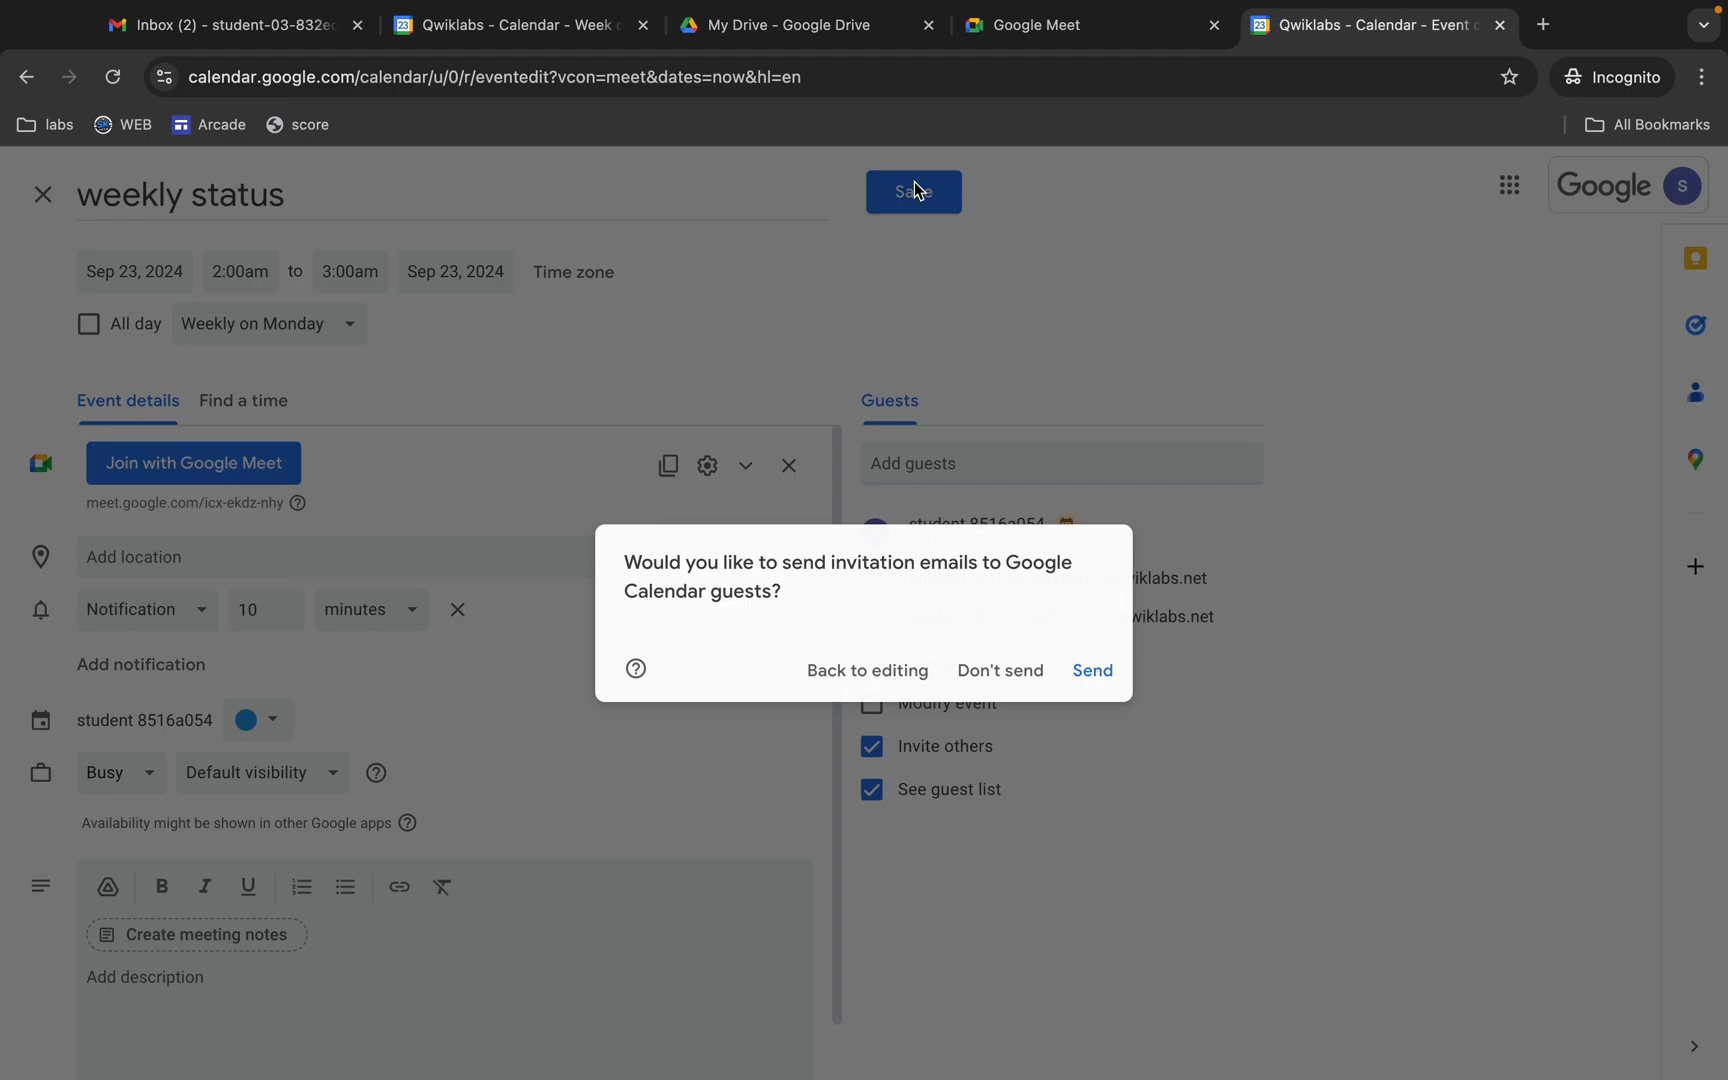 Inbox (2) - student-03-832e
Qwiklabs - Calendar - Week o
My Drive - Google Drive
Google Meet
Qwiklabs - Calendar - Event d
calendar.google.com/calendar/u/0/r/eventedit?vcon=meet&dates=now&hl=en
Incognito
labs
WEB
Arcade
score
All Bookmarks
weekly status
Save
Google
S
Sep 23, 2024
2:00am
to
3:00am
Sep 23, 2024
Time zone
All day
Weekly on Monday
Event details
Find a time
Guests
Join with Google Meet
meet.google.com/icx-ekdz-nhy
Add guests
student 8516a054
Add location
Would you like to send invitation emails to Google
Calendar guests?
wiklabs.net
wiklabs.net
Notification
10
minutes
Add notification
Back to editing
Don't send
Send
Modify event
student 8516a054
Invite others
Busy
Default visibility
See guest list
Availability might be shown in other Google apps
B
I
U
Create meeting notes
Add description